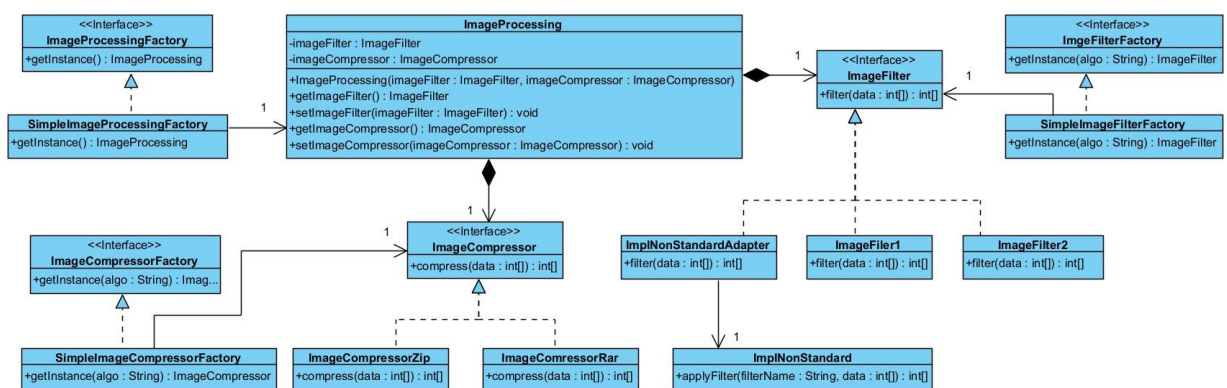 <<Interface>>
ImageProcessingFactory
+getInstance() : ImageProcessing
SimpleImageProcessingFactory
+getInstance() : ImageProcessing
1
ImageProcessing
-imageFilter : ImageFilter
-imageCompressor : ImageCompressor
+ImageProcessing(imageFilter : ImageFilter, imageCompressor : ImageCompressor)
+getImageFilter() : ImageFilter
+setImageFilter(imageFilter : ImageFilter) : void
+getImageCompressor() : ImageCompressor
+setImageCompressor(imageCompressor : ImageCompressor) : void
1
<<Interface>>
ImageFilter
+filter(data : int[]) : int[]
1
<<Interface>>
ImgeFilterFactory
+getInstance(algo : String) : ImageFilter
SimpleImageFilterFactory
+getInstance(algo : String) : ImageFilter
1
1
<<Interface>>
ImageCompressor
+compress(data : int[]) : int[]
<<Interface>>
ImageCompressorFactory
+getInstance(algo : String) : Imag...
SimpleImageCompressorFactory
+getInstance(algo : String) : ImageCompressor
ImageCompressorZip
+compress(data : int[]) : int[]
ImageComressorRar
+compress(data : int[]) : int[]
ImplNonStandardAdapter
+filter(data : int[]) : int[]
ImageFiler1
+filter(data : int[]) : int[]
ImageFilter2
+filter(data : int[]) : int[]
1
ImplNonStandard
+applyFilter(filterName : String, data : int[]) : int[]